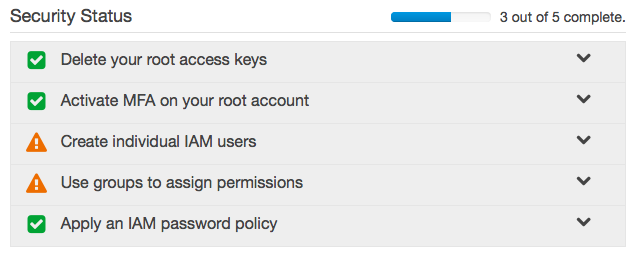 Security Status
3 out of 5 complete.
Delete your root access keys
Activate MFA on your root account
Create individual IAM users
Use groups to assign permissions
Apply an IAM password policy